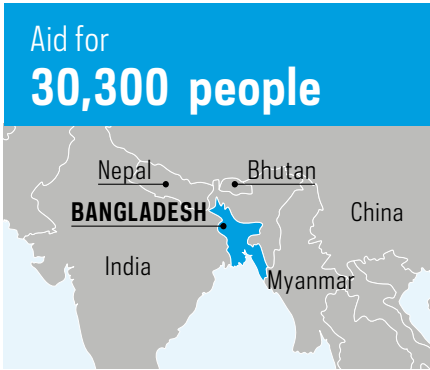 Aid for
30,300 people
Nepal
Bhutan
BANGLADESH
China
India
Myanmar